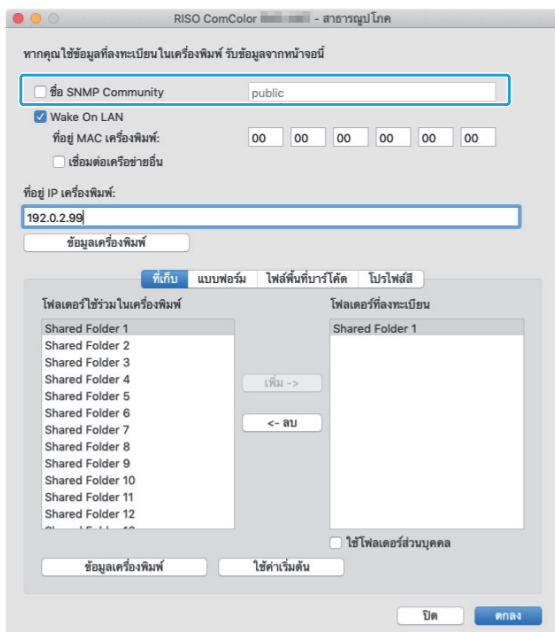 RISO ComColor - สาธารณูปโภค
หากคุณใช้ข้อมูลที่ลงทะเบียนในเครื่องพิมพ์ รับข้อมูลจากหน้าจอนี้
ชื่อ SNMP Community public
Wake On LAN
ที่อยู่ MAC เครื่องพิมพ์: 00 00 00 00 00 00
เชื่อมต่อเครือข่ายอื่น
ที่อยู่ IP เครื่องพิมพ์:
192.0.2.99
ข้อมูลเครื่องพิมพ์
ที่เก็บ แบบฟอร์ม ไฟล์พื้นที่บาร์โค้ด โปรไฟล์สี
โฟลเดอร์ใช้ร่วมในเครื่องพิมพ์ โฟลเดอร์ที่ลงทะเบียน
Shared Folder 1 Shared Folder 1
Shared Folder 2
Shared Folder 3
Shared Folder 4
เพิ่ม ->
Shared Folder 5
Shared Folder 6
<- ลบ
Shared Folder 7
Shared Folder 8
Shared Folder 9
Shared Folder 10
Shared Folder 11
Shared Folder 12
ใช้โฟลเดอร์ส่วนบุคคล
ข้อมูลเครื่องพิมพ์ ใช้ค่าเริ่มต้น
ปิด ตกลง